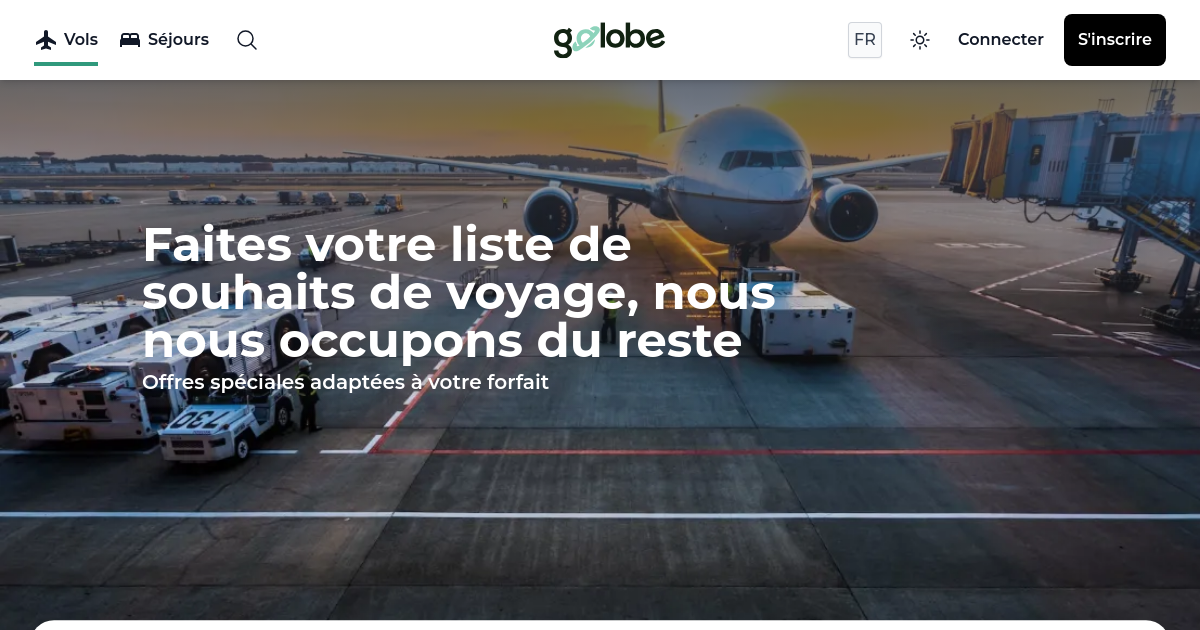 Vols
Séjours
golobe
FR
Connecter
S'inscrire
Faites votre liste de
souhaits de voyage, nous
nous occupons du reste
Offres spéciales adaptées à votre forfait
730